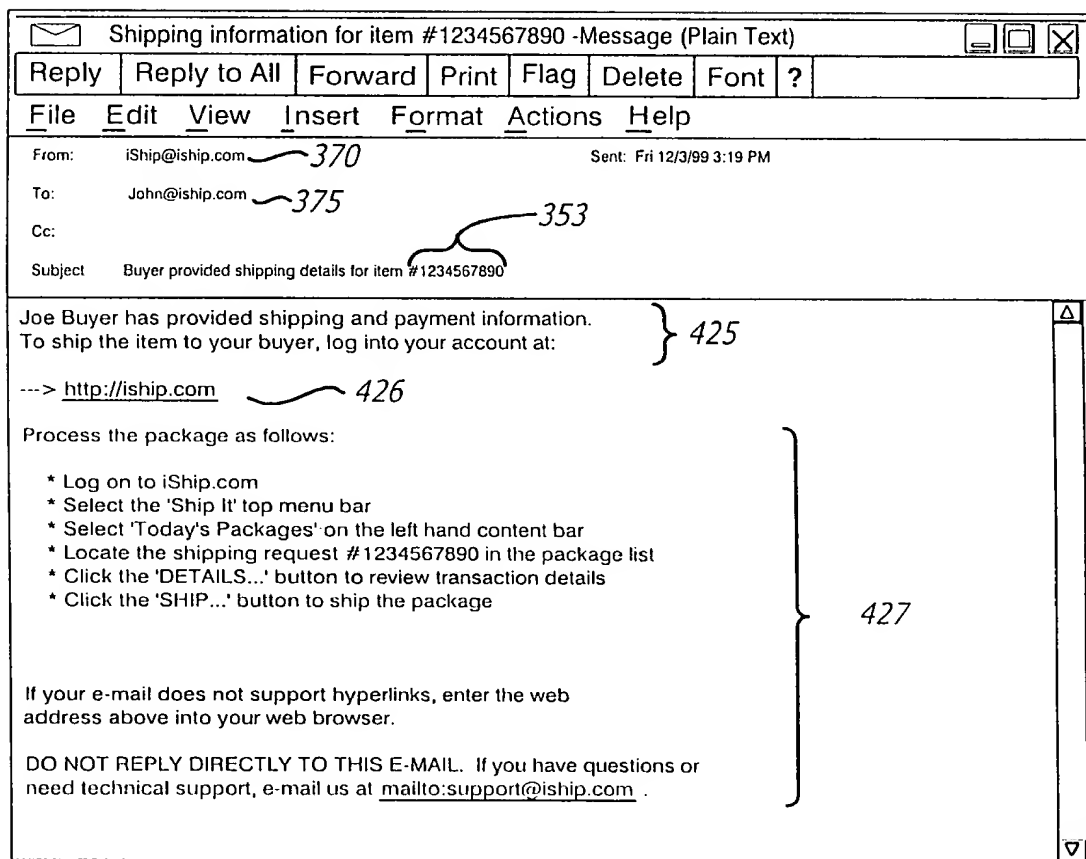 Shipping information for item #1234567890 -Message (Plain Text)
Reply Reply to All Forward Print Flag Delete Font ?
File Edit View Insert Format Actions Help
From: iShip@iship.com 370 Sent: Fri 12/3/99 3:19 PM
To: John@iship.com 375
353
Cc:
Subject Buyer provided shipping details for item #1234567890
Joe Buyer has provided shipping and payment information.
To ship the item to your buyer, log into your account at:
425
---> http://iship.com 426
Process the package as follows:
* Log on to iShip.com
* Select the 'Ship It' top menu bar
* Select 'Today's Packages' on the left hand content bar
* Locate the shipping request #1234567890 in the package list
* Click the 'DETAILS...' button to review transaction details
* Click the 'SHIP...' button to ship the package
427
If your e-mail does not support hyperlinks, enter the web
address above into your web browser.
DO NOT REPLY DIRECTLY TO THIS E-MAIL. If you have questions or
need technical support, e-mail us at mailto:support@iship.com .